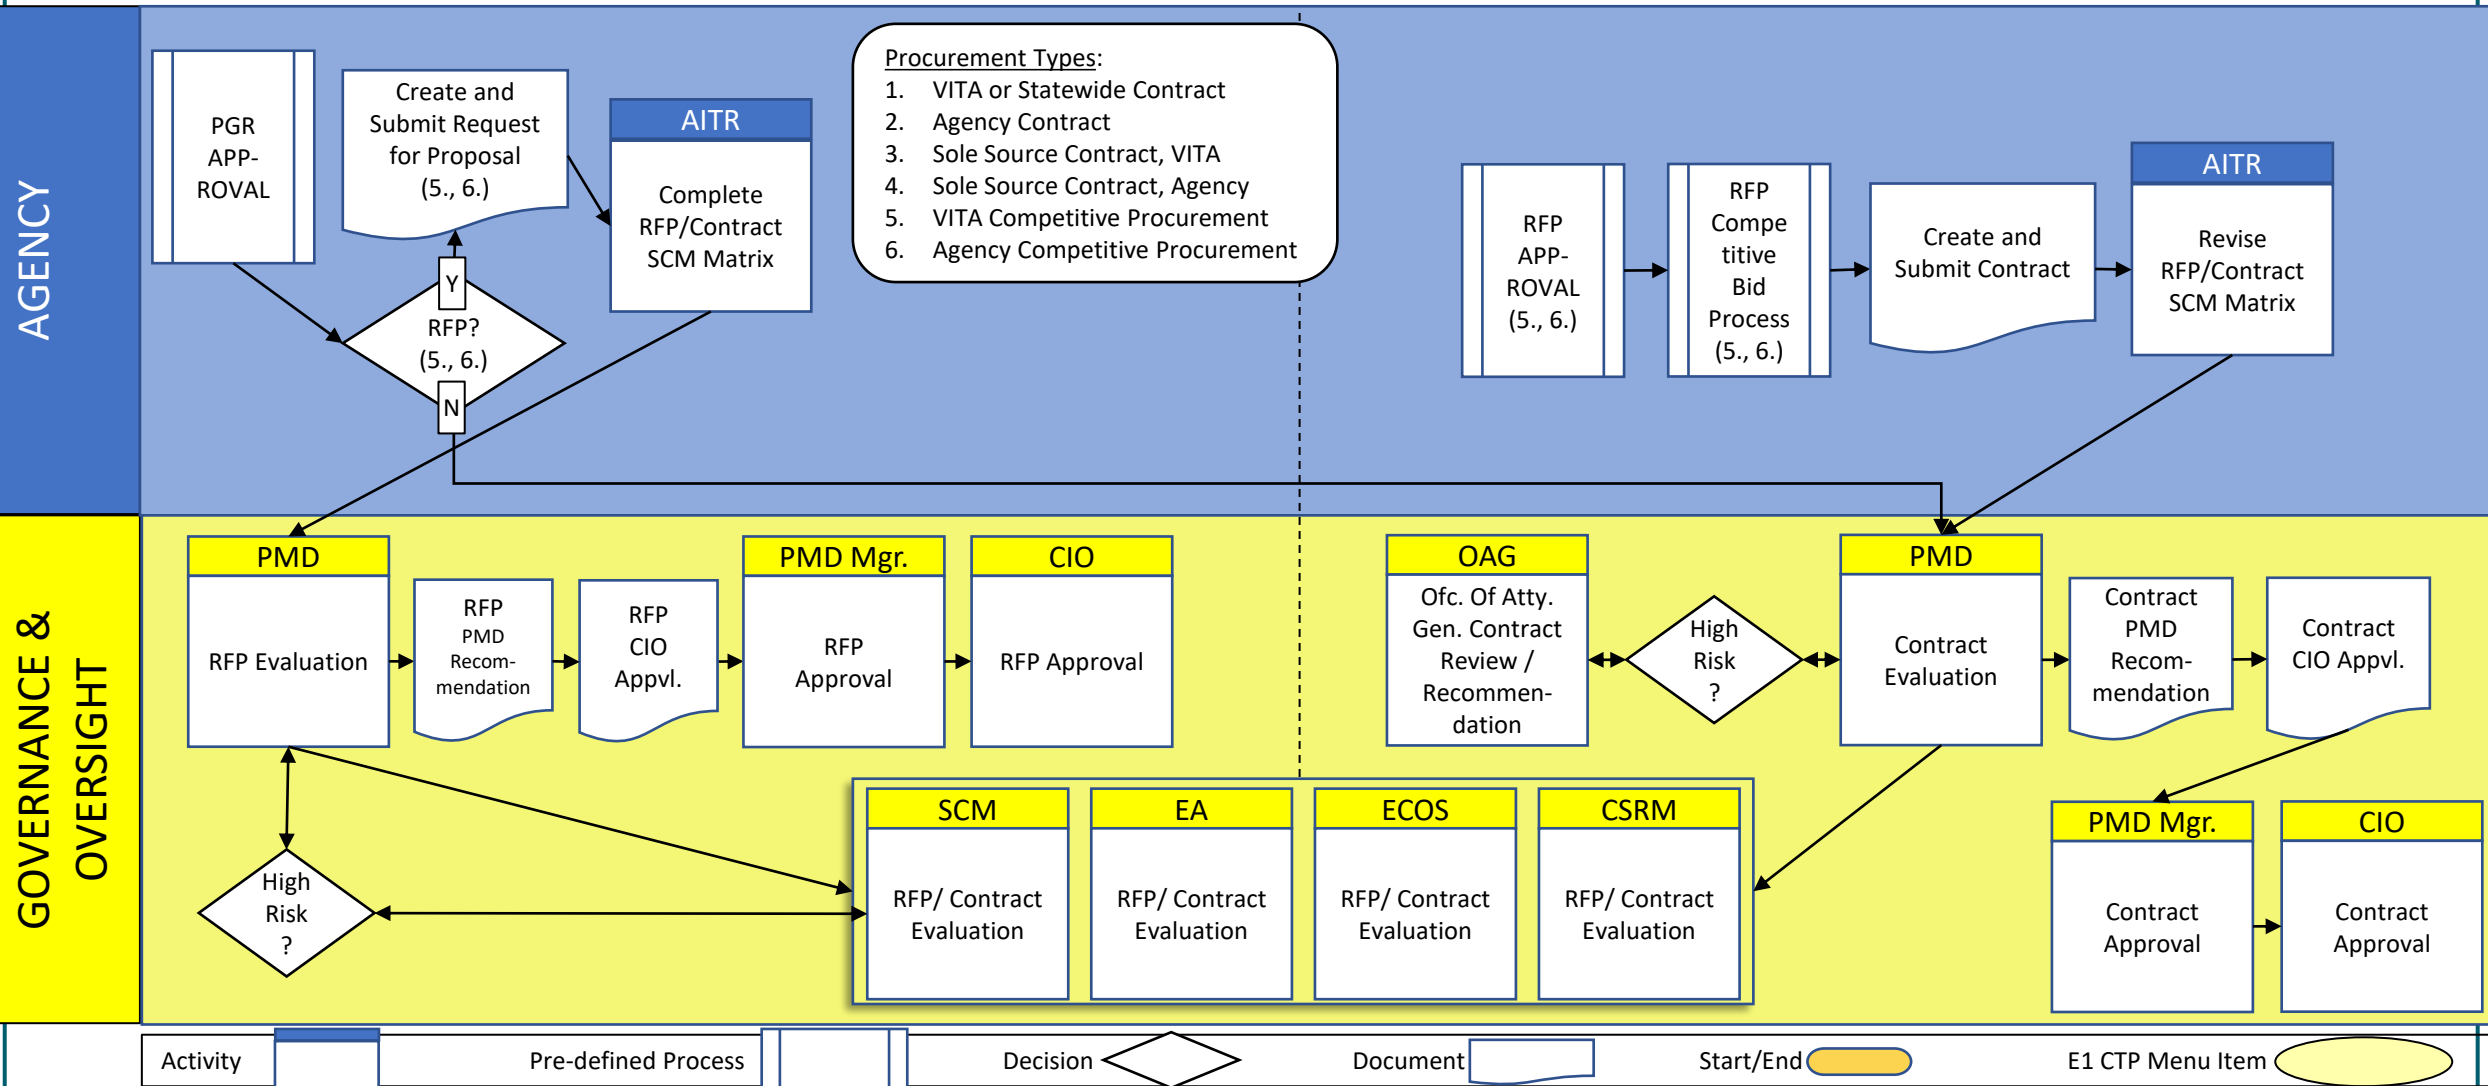 AGENCY
PGR
APP-
ROVAL
Create and
Submit Request
for Proposal
(5., 6.)
AITR
Complete
RFP/Contract
SCM Matrix
Y
RFP?
(5., 6.)
N
Procurement Types:
1. VITA or Statewide Contract
2. Agency Contract
3. Sole Source Contract, VITA
4. Sole Source Contract, Agency
5. VITA Competitive Procurement
6. Agency Competitive Procurement
RFP
APP-
ROVAL
(5., 6.)
RFP
Compe
titive
Bid
Process
(5., 6.)
Create and
Submit Contract
AITR
Revise
RFP/Contract
SCM Matrix
GOVERNANCE &
OVERSIGHT
PMD
RFP Evaluation
RFP
PMD
Recom-
mendation
RFP
CIO
Appvl.
PMD Mgr.
RFP
Approval
CIO
RFP Approval
OAG
Ofc. Of Atty.
Gen. Contract
Review /
Recommen-
dation
High
Risk
?
PMD
Contract
Evaluation
Contract
PMD
Recom-
mendation
Contract
CIO Appvl.
High
Risk
?
SCM
RFP/ Contract
Evaluation
EA
RFP/ Contract
Evaluation
ECOS
RFP/ Contract
Evaluation
CSRM
RFP/ Contract
Evaluation
PMD Mgr.
Contract
Approval
CIO
Contract
Approval
Activity
Pre-defined Process
Decision
Document
Start/End
E1 CTP Menu Item